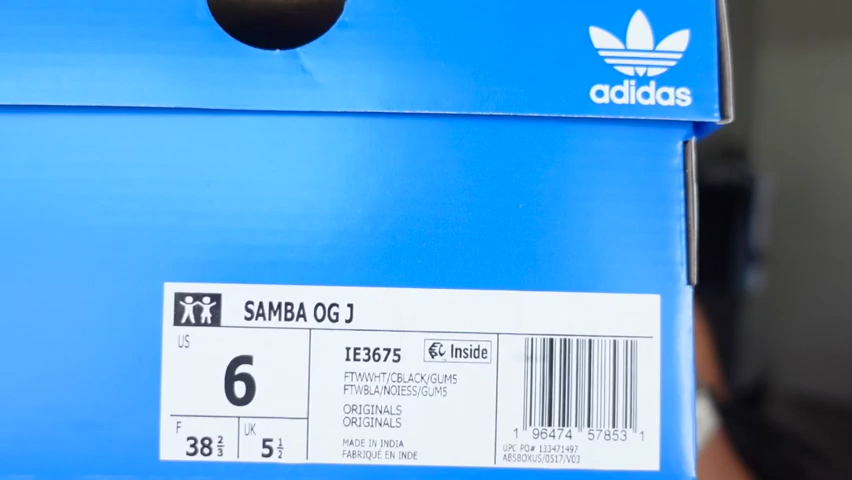 adidas
SAMBA OG J
US
6
F
38 2/3
UK
5 1/2
IE3675
Inside
FTWWHT/CBLACK/GUM5
FTWBLA/NOIESS/GUM5
ORIGINALS
ORIGINALS
MADE IN INDIA
FABRIQUÉ EN INDE
1 96474 57853 1
UPC PO# 133471497
ABSBOXUS/0517/V03